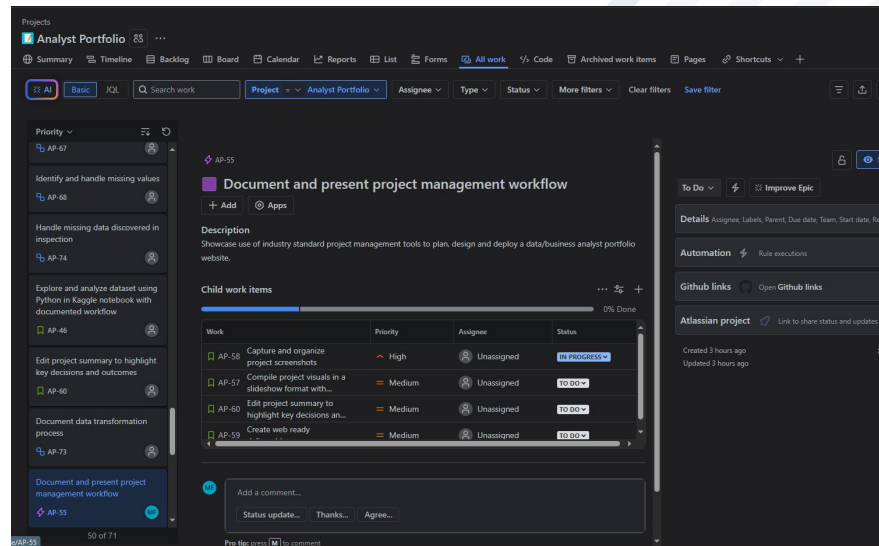 Projects
Analyst Portfolio
Summary Timeline Backlog Board Calendar Reports List Forms All work Code Archived work items Pages Shortcuts
AI Basic JQL Search work Project = Analyst Portfolio Assignee Type Status More filters Clear filters Save filter
Priority
AP-67
Identify and handle missing values
AP-68
Handle missing data discovered in
inspection
AP-74
Explore and analyze dataset using
Python in Kaggle notebook with
documented workflow
AP-46
Edit project summary to highlight
key decisions and outcomes
AP-60
Document data transformation
process
AP-73
Document and present project
management workflow
AP-55 MF
50 of 71
e/AP-55
AP-55
Document and present project management workflow
+ Add Apps
Description
Showcase use of industry standard project management tools to plan, design and deploy a data/business analyst portfolio
website.
Child work items
0% Done
Work Priority Assignee Status
AP-58 Capture and organize
project screenshots High Unassigned IN PROGRESS
AP-57 Compile project visuals in a
slideshow format with... Medium Unassigned TO DO
AP-60 Edit project summary to
highlight key decisions an... Medium Unassigned TO DO
AP-59 Create web ready
Medium Unassigned TO DO
MF
Add a comment...
Status update... Thanks... Agree...
Pro tip: press M to comment
To Do Improve Epic
Details Assignee, Labels, Parent, Due date, Team, Start date, Re
Automation Rule executions
Github links Open Github links
Atlassian project Link to share status and updates
Created 3 hours ago
Updated 3 hours ago